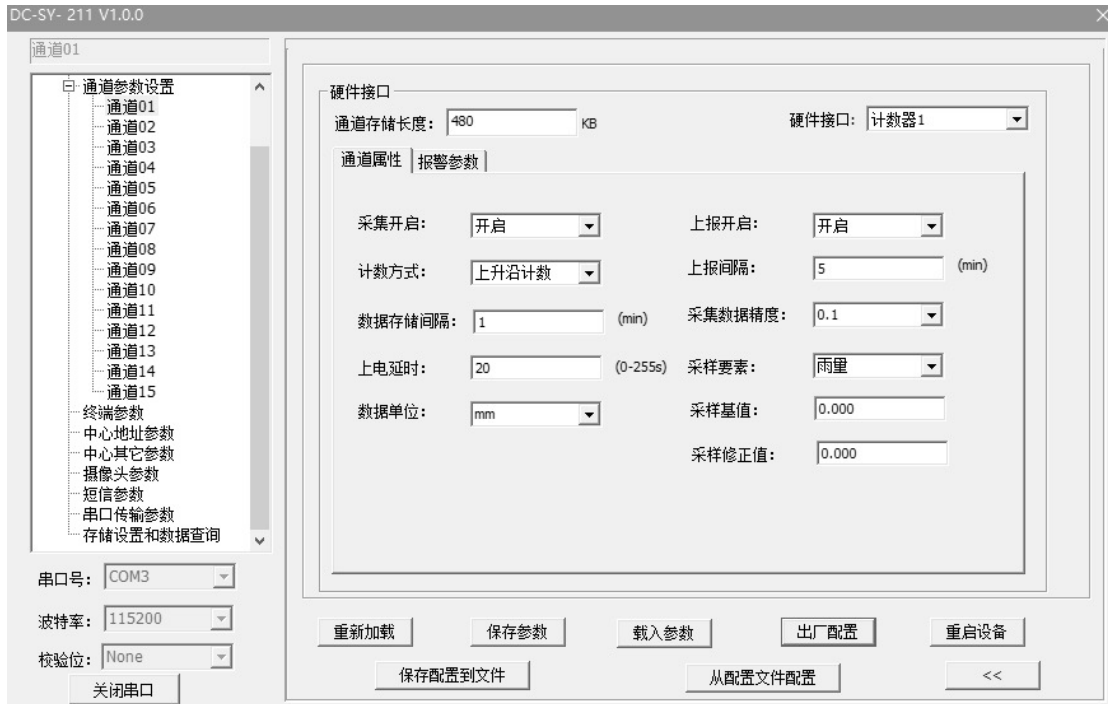 DC-SY- 211 V1.0.0
通道01
通道参数设置
通道01
通道02
通道03
通道04
通道05
通道06
通道07
通道08
通道09
通道10
通道11
通道12
通道13
通道14
通道15
终端参数
中心地址参数
中心其它参数
摄像头参数
短信参数
串口传输参数
存储设置和数据查询
串口号: COM3
波特率: 115200
校验位: None
关闭串口
硬件接口
通道存储长度: 480 KB 硬件接口: 计数器1
通道属性 报警参数
采集开启: 开启 上报开启: 开启
计数方式: 上升沿计数 上报间隔: 5 (min)
数据存储间隔: 1 (min) 采集数据精度: 0.1
上电延时: 20 (0-255s) 采样要素: 雨量
数据单位: mm 采样基值: 0.000
采样修正值: 0.000
重新加载 保存参数 载入参数 出厂配置 重启设备
保存配置到文件 从配置文件配置 <<